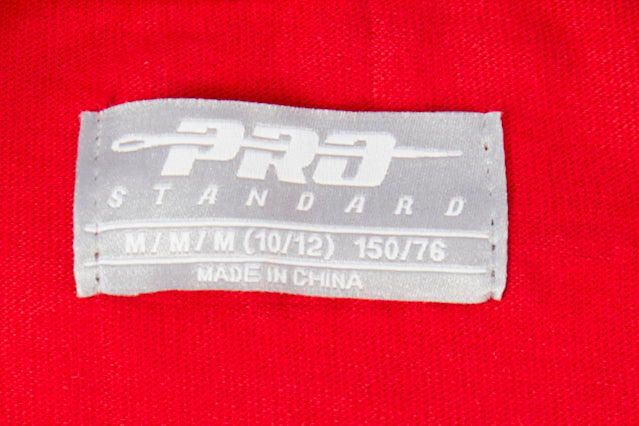 PRO
STANDARD
M/M/M (10/12) 150/76
MADE IN CHINA